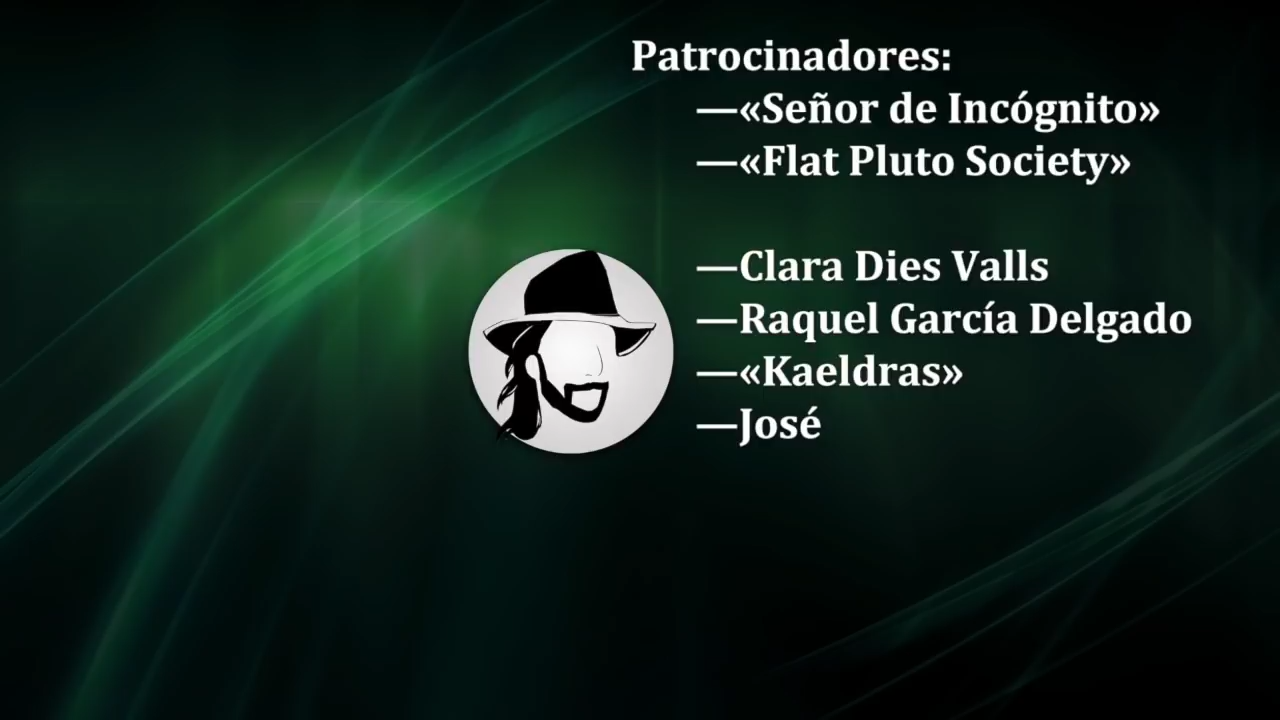 Patrocinadores:
—«Señor de Incógnito»
—«Flat Pluto Society»
—Clara Dies Valls
—Raquel García Delgado
—«Kaeldras»
—José